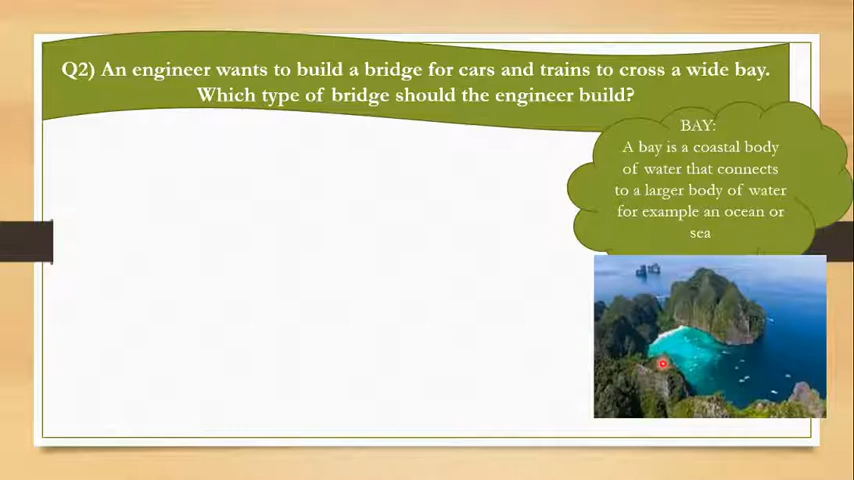 Q2) An engineer wants to build a bridge for cars and trains to cross a wide bay.
Which type of bridge should the engineer build?
BAY:
A bay is a coastal body
of water that connects
to a larger body of water
for example an ocean or
sea